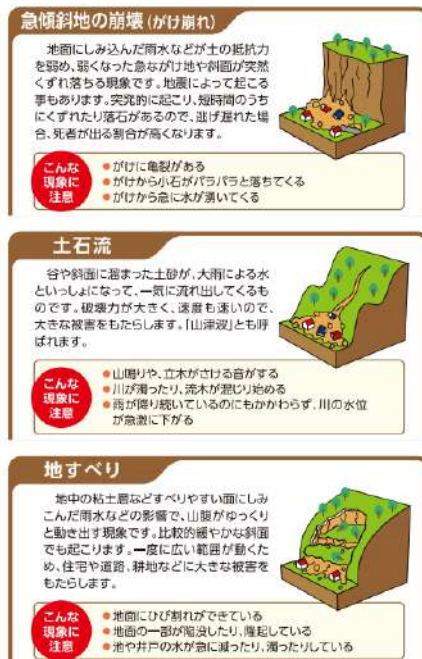 急傾斜地の崩壊(がけ崩れ)
地面にしみ込んだ雨水などが土の抵抗力
を弱め、弱くなった急ながけ地や斜面が突然
くずれ落ちる現象です。地震によって起こる
事もあります。突発的に起こり、短時間のうち
にくずれたり落石があるので、逃げ遅れた場
合、死者が出る割合が高くなります。
こんな
現象に
注意
●がけに亀裂がある
●がけから小石がパラパラと落ちてくる
●がけから急に水が湧いてくる
土石流
谷や斜面に溜まった土砂が、大雨による水
といっしょになって、一気に流れ出してくるも
のです。破壊力が大きく、速度も速いので、
大きな被害をもたらします。「山津波」とも呼
ばれます。
こんな
現象に
注意
●山鳴りや、立木がさける音がする
●川が濁ったり、流木が混じり始める
●雨が降り続いているのにもかかわらず、川の水位
が急激に下がる
地すべり
地中の粘土層などすべりやすい面にしみ
こんだ雨水などの影響で、山腹がゆっくり
と動き出す現象です。比較的緩やかな斜面
でも起こります。一度に広い範囲が動くた
め、住宅や道路、耕地などに大きな被害を
もたらします。
こんな
現象に
注意
●地面にひび割れができている
●地面の一部が陥没したり、隆起している
●池や井戸の水が急に減ったり、濁ったりしている